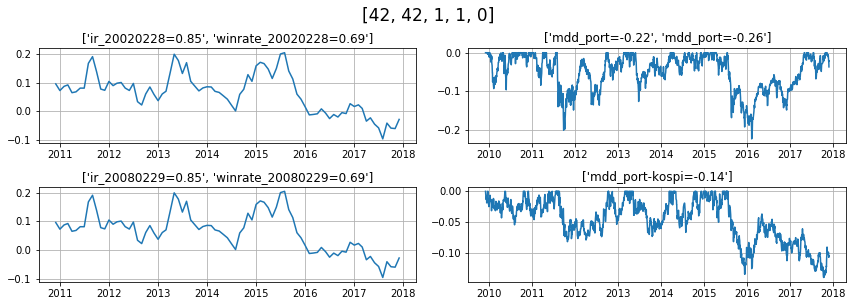 [42, 42, 1, 1, 0]
['ir_20020228=0.85', 'winrate_20020228=0.69']
0.2
0.1
0.0
−0.1
2011 2012 2013 2014 2015 2016 2017 2018
['mdd_port=-0.22', 'mdd_port=-0.26']
0.0
−0.1
−0.2
2010 2011 2012 2013 2014 2015 2016 2017 2018
['ir_20080229=0.85', 'winrate_20080229=0.69']
0.2
0.1
0.0
−0.1
2011 2012 2013 2014 2015 2016 2017 2018
['mdd_port-kospi=-0.14']
0.00
−0.05
−0.10
2010 2011 2012 2013 2014 2015 2016 2017 2018